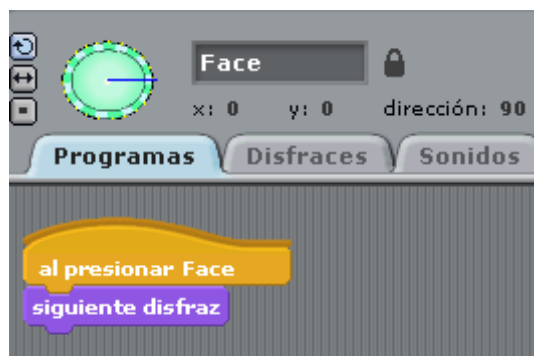 Face
x: 0 y: 0 dirección: 90
Programas Disfraces Sonidos
al presionar Face
siguiente disfraz